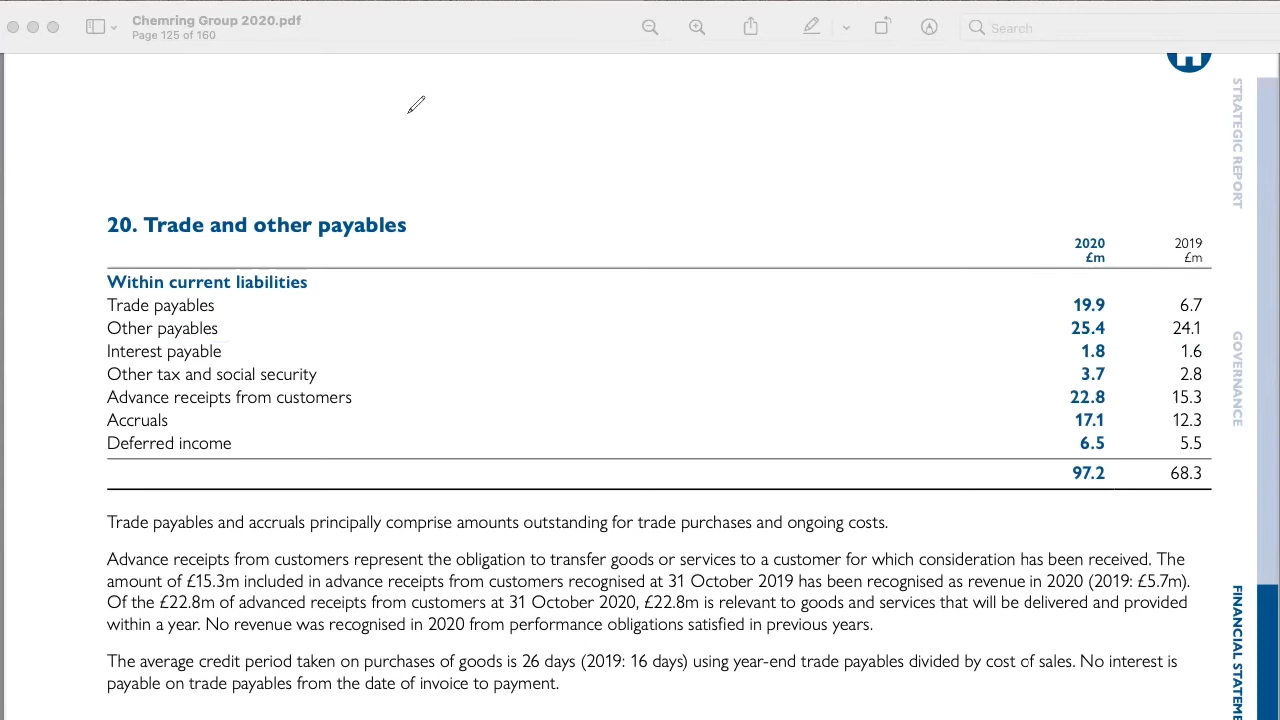 Chemring Group 2020.pdf
Page 125 of 160
Search
STRATEGIC REPORT
GOVERNANCE
FINANCIAL STATEME
20. Trade and other payables
2020 2019
£m £m
Within current liabilities
Trade payables 19.9 6.7
Other payables 25.4 24.1
Interest payable 1.8 1.6
Other tax and social security 3.7 2.8
Advance receipts from customers 22.8 15.3
Accruals 17.1 12.3
Deferred income 6.5 5.5
97.2 68.3
Trade payables and accruals principally comprise amounts outstanding for trade purchases and ongoing costs.
Advance receipts from customers represent the obligation to transfer goods or services to a customer for which consideration has been received. The
amount of £15.3m included in advance receipts from customers recognised at 31 October 2019 has been recognised as revenue in 2020 (2019: £5.7m).
Of the £22.8m of advanced receipts from customers at 31 October 2020, £22.8m is relevant to goods and services that will be delivered and provided
within a year. No revenue was recognised in 2020 from performance obligations satisfied in previous years.
The average credit period taken on purchases of goods is 26 days (2019: 16 days) using year-end trade payables divided by cost of sales. No interest is
payable on trade payables from the date of invoice to payment.